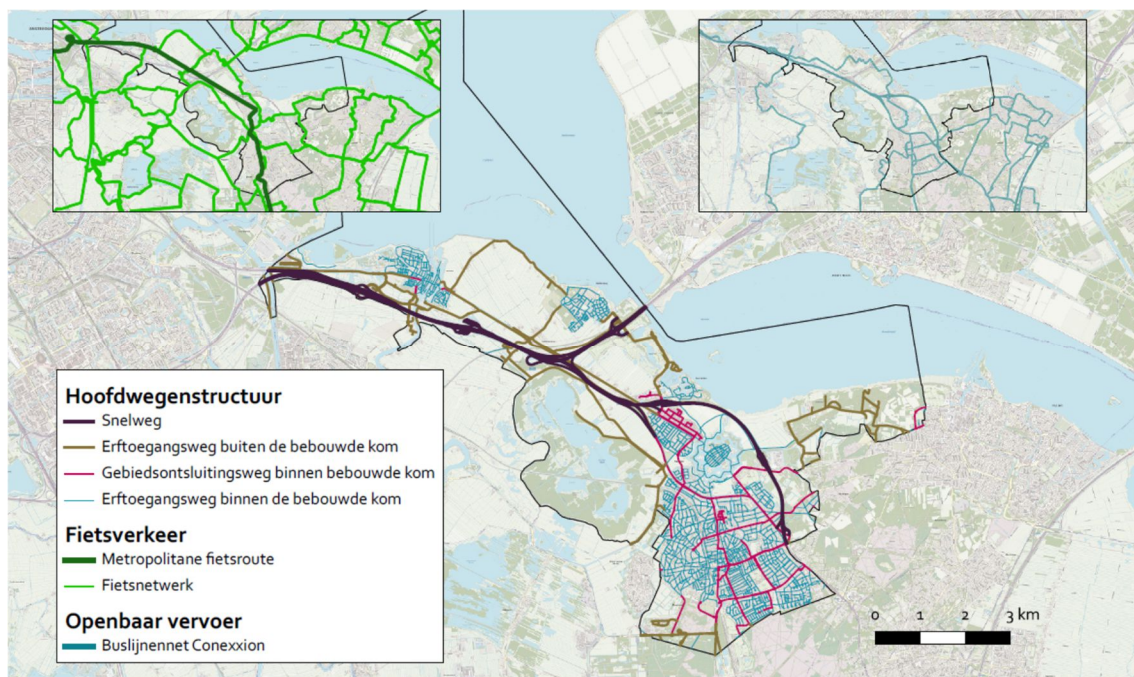 Hoofdwegenstructuur
Snelweg
Erftoegangsweg buiten de bebouwde kom
Gebiedsontsluitingsweg binnen bebouwde kom
Erftoegangsweg binnen de bebouwde kom
Fietsverkeer
Metropolitane fietsroute
Fietsnetwerk
Openbaar vervoer
Buslijnennet Conexxion
0 1 2 3 km